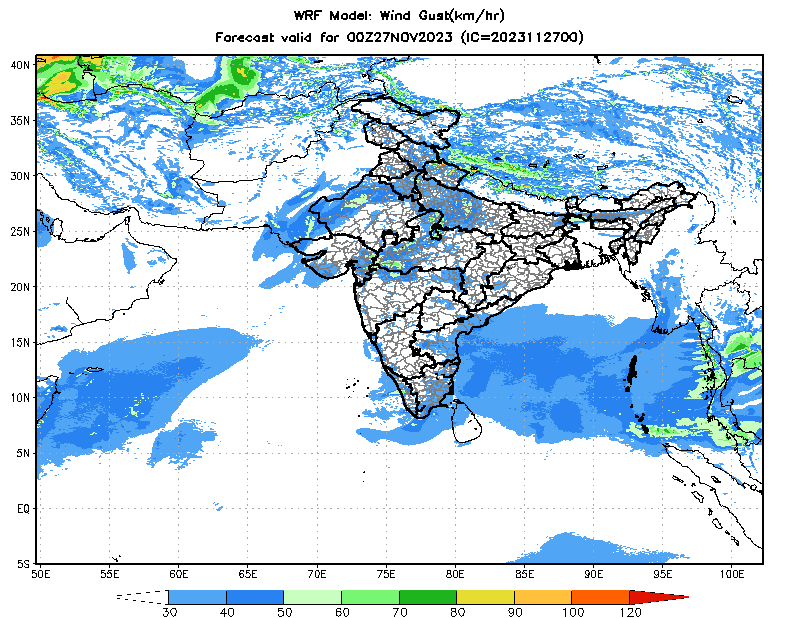 WRF Model: Wind Gust(km/hr)
Forecast valid for 00Z27NOV2023 (IC=2023112700)
40N
35N
30N
25N
20N
15N
10N
5N
EQ
5S
50E 55E 60E 65E 70E 75E 80E 85E 90E 95E 100E
30 40 50 60 70 80 90 100 120